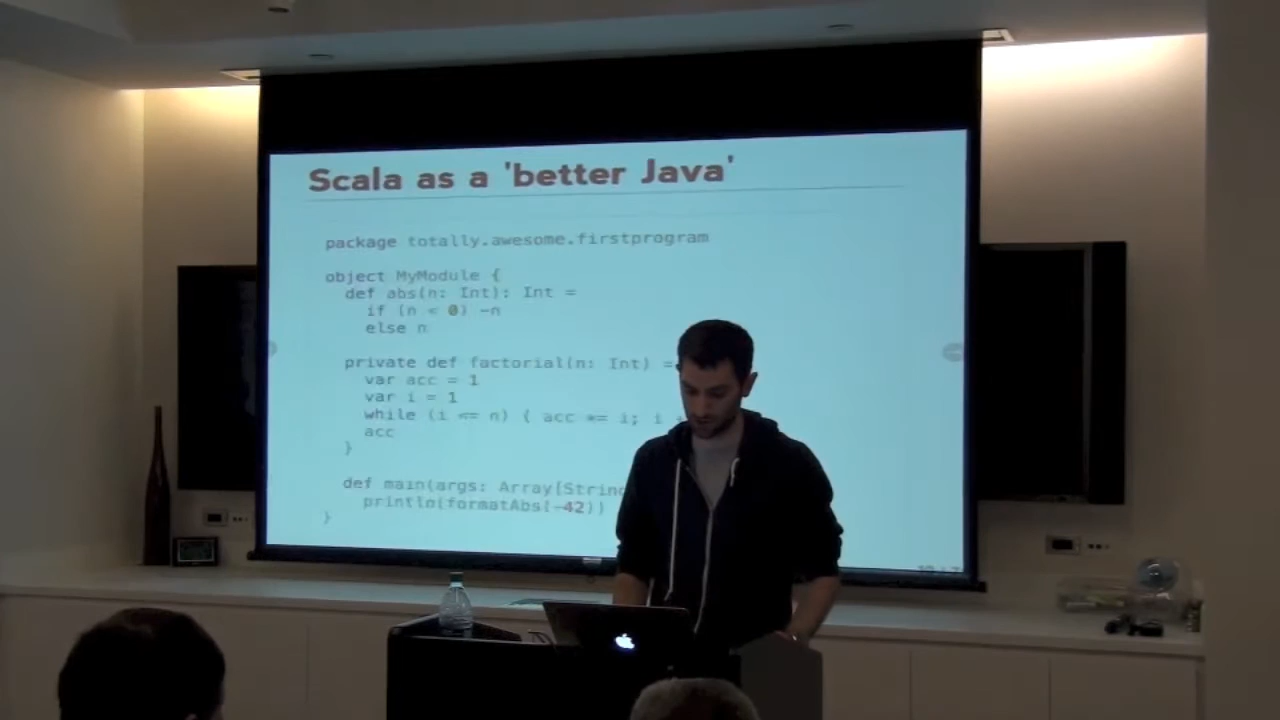 Scala as a 'better Java'
package totally.awesome.firstprogram
object MyModule {
def abs(n: Int): Int =
if (n < 0) -n
else n
private def factorial(n: Int) =
var acc = 1
var i = 1
while (i <= n) { acc *= i; i
acc
}
def main(args: Array[String
println(formatAbs(-42))
}